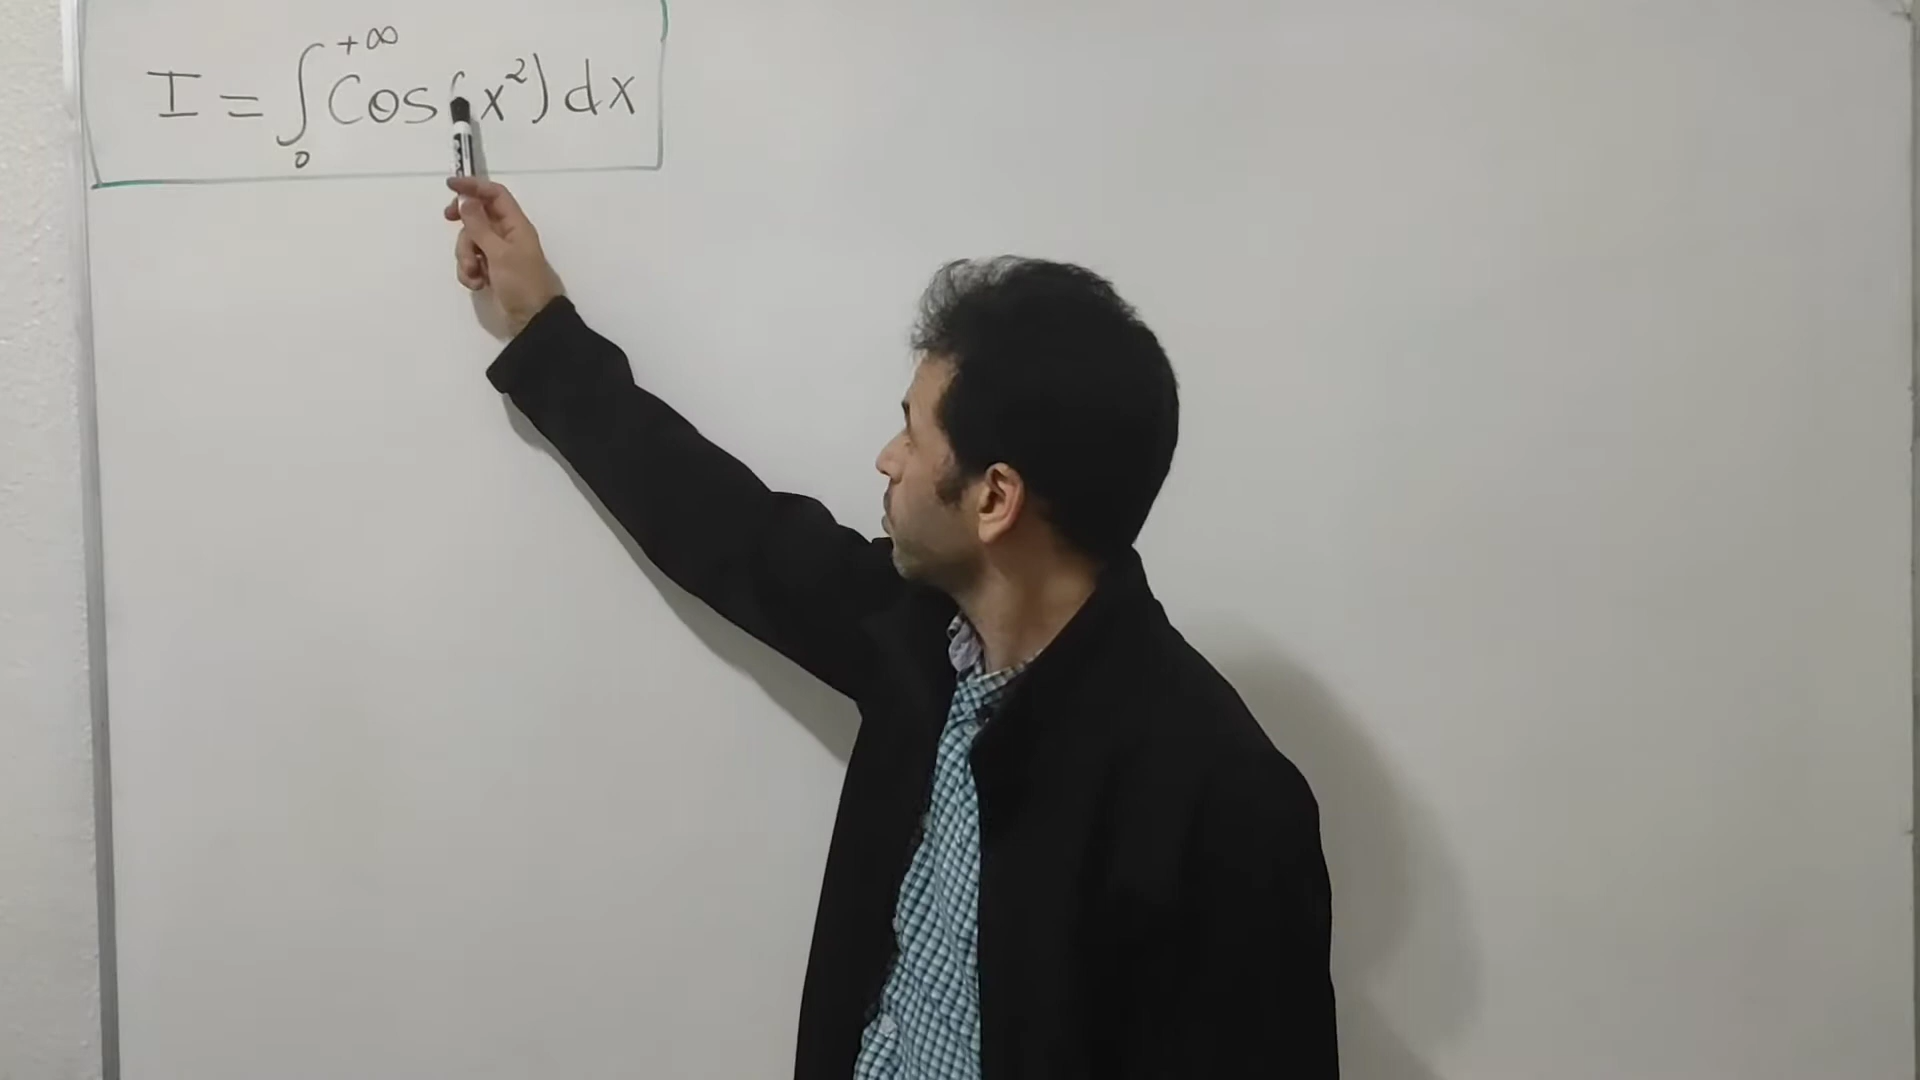 I = ∫₀^{+∞} Cos(x²) dx